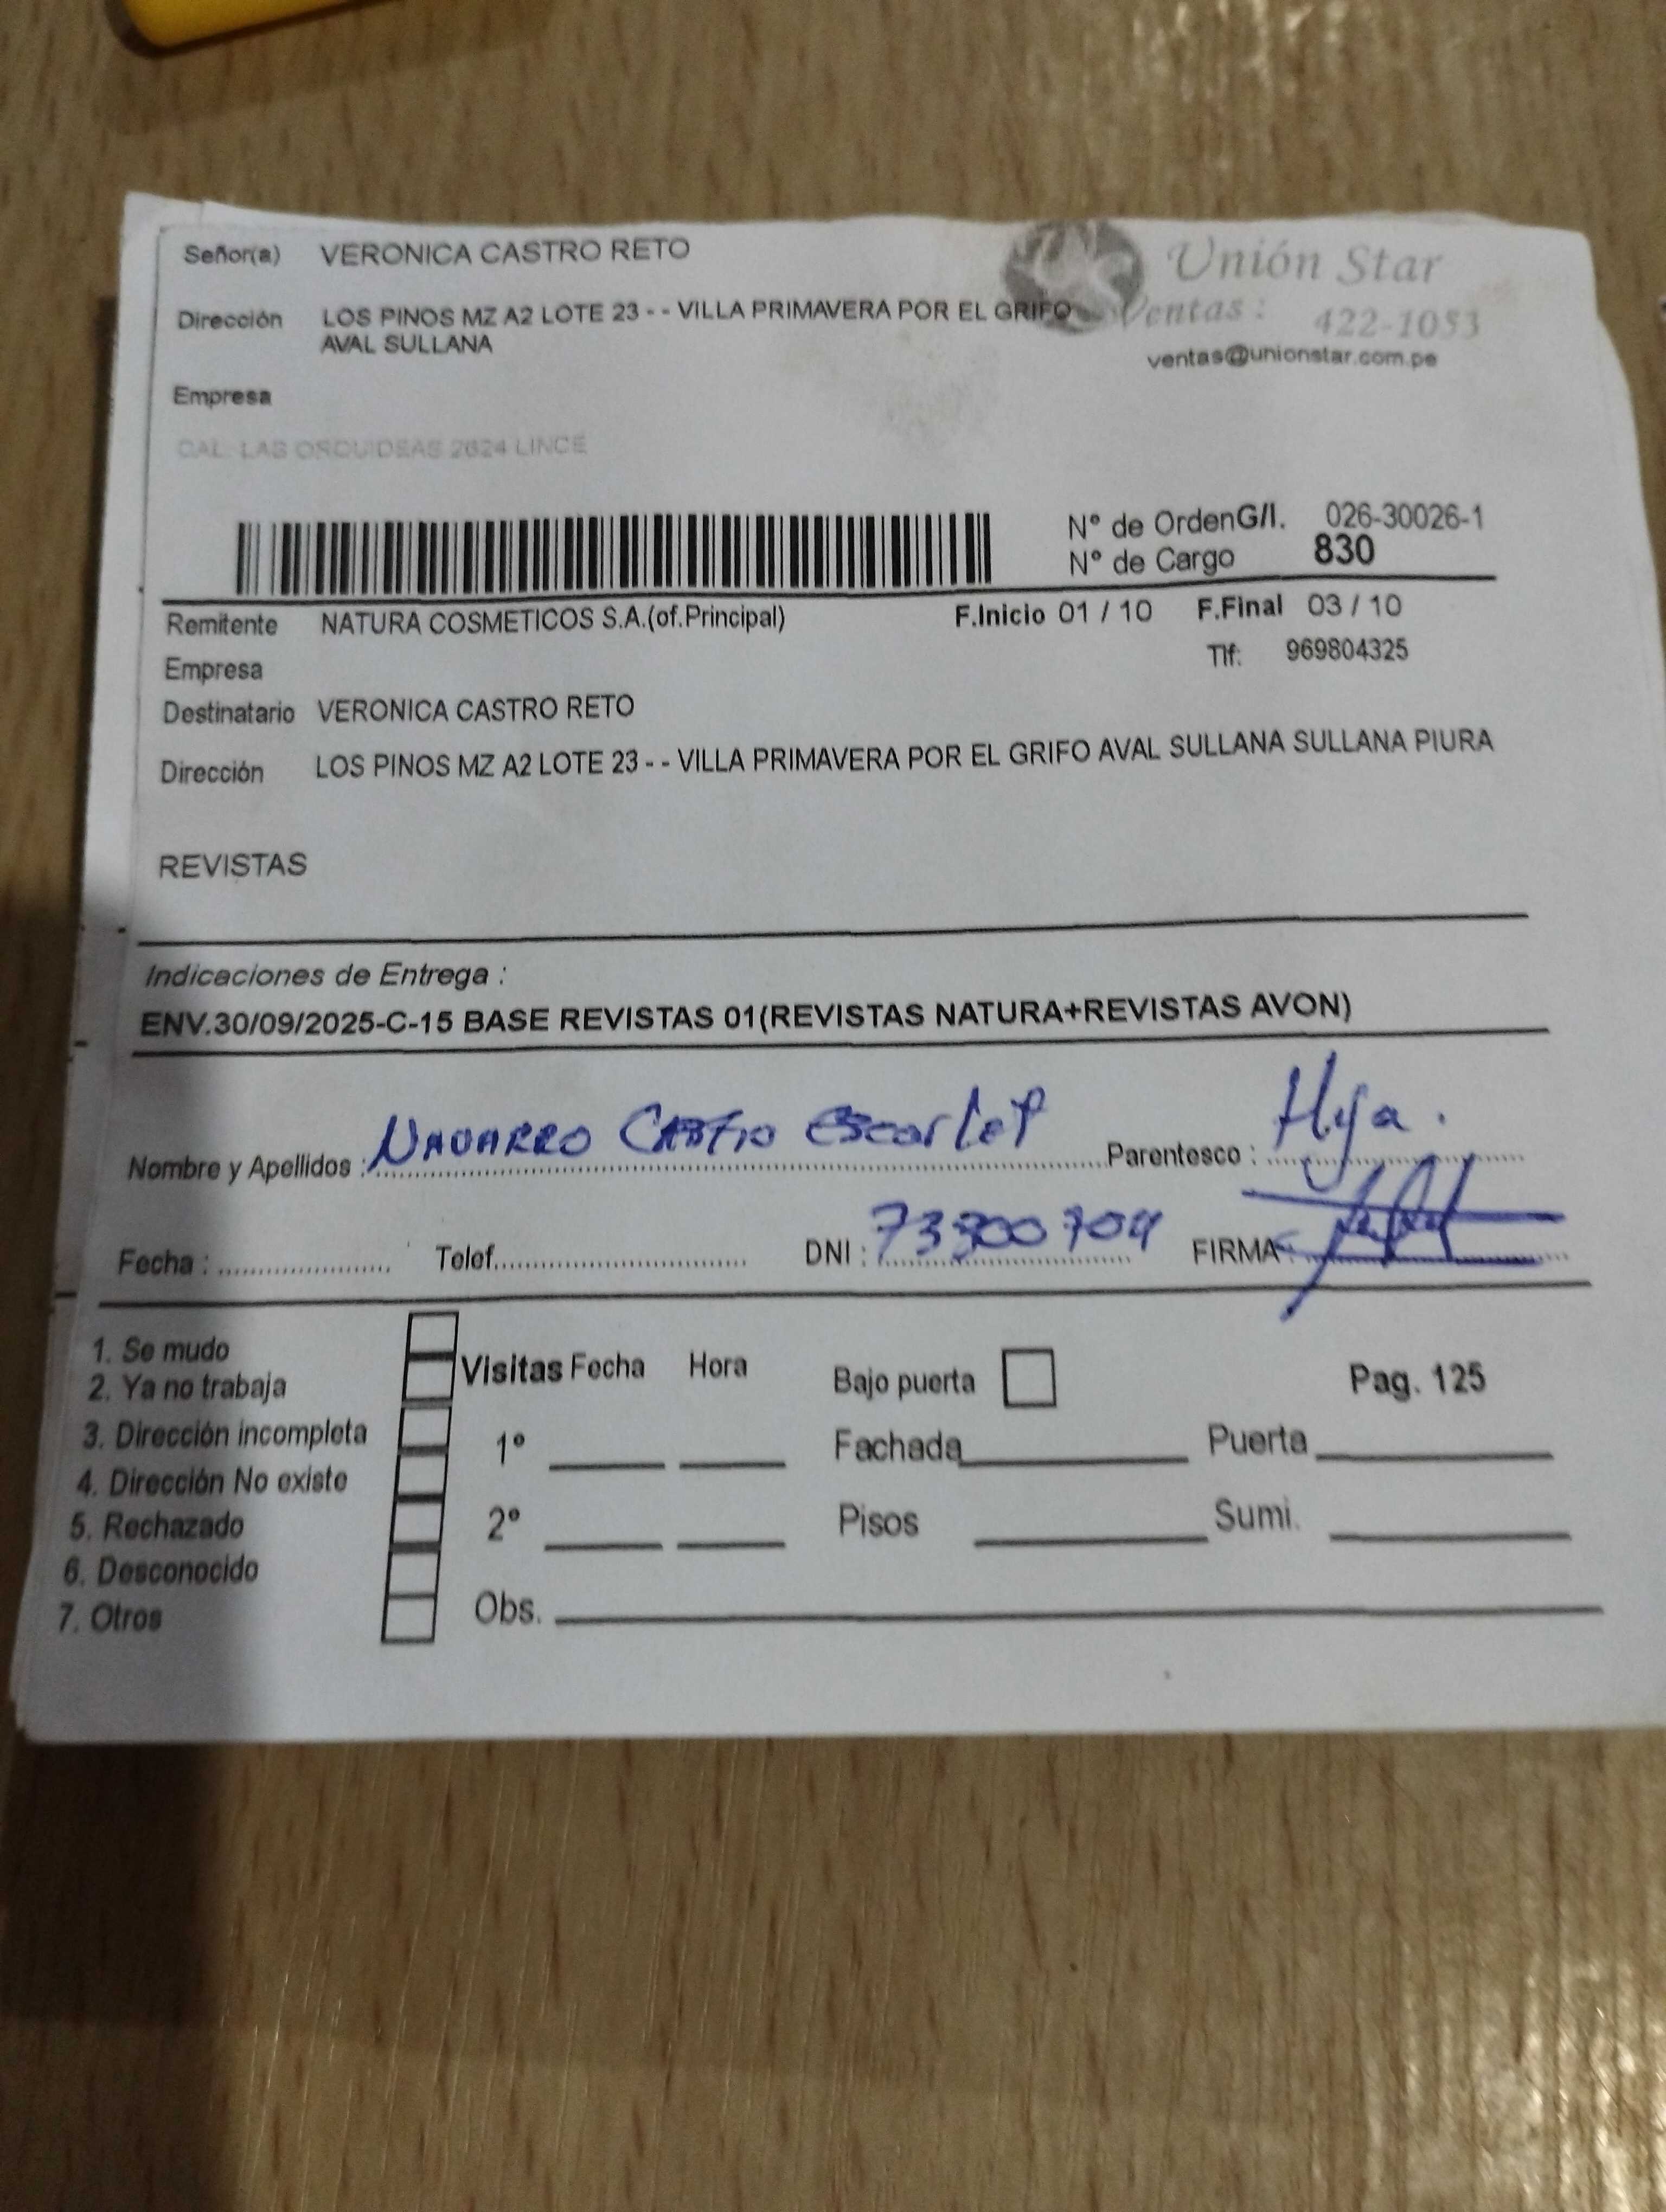 Señor(a) VERONICA CASTRO RETO
Unión Star
Dirección LOS PINOS MZ A2 LOTE 23 - - VILLA PRIMAVERA POR EL GRIFO
AVAL SULLANA
Ventas : 422-1053
ventas@unionstar.com.pe
Empresa
CAL: LAS ORQUIDEAS 2624 LINCE
Nº de OrdenG/I. 026-30026-1
Nº de Cargo 830
Remitente NATURA COSMETICOS S.A.(of.Principal) F.Inicio 01 / 10 F.Final 03 / 10
Empresa Tlf: 969804325
Destinatario VERONICA CASTRO RETO
Dirección LOS PINOS MZ A2 LOTE 23 - - VILLA PRIMAVERA POR EL GRIFO AVAL SULLANA SULLANA PIURA
REVISTAS
Indicaciones de Entrega :
ENV.30/09/2025-C-15 BASE REVISTAS 01(REVISTAS NATURA+REVISTAS AVON)
Nombre y Apellidos : NAVARRO CAStro Escarlet Parentesco : Hija.
Fecha : Telef. DNI : 73300704 FIRMA :
1. Se mudo
2. Ya no trabaja
3. Dirección incompleta
4. Dirección No existe
5. Rechazado
6. Desconocido
7. Otros
Visitas Fecha Hora
1º
2º
Obs.
Bajo puerta Pag. 125
Fachada Puerta
Pisos Sumi.